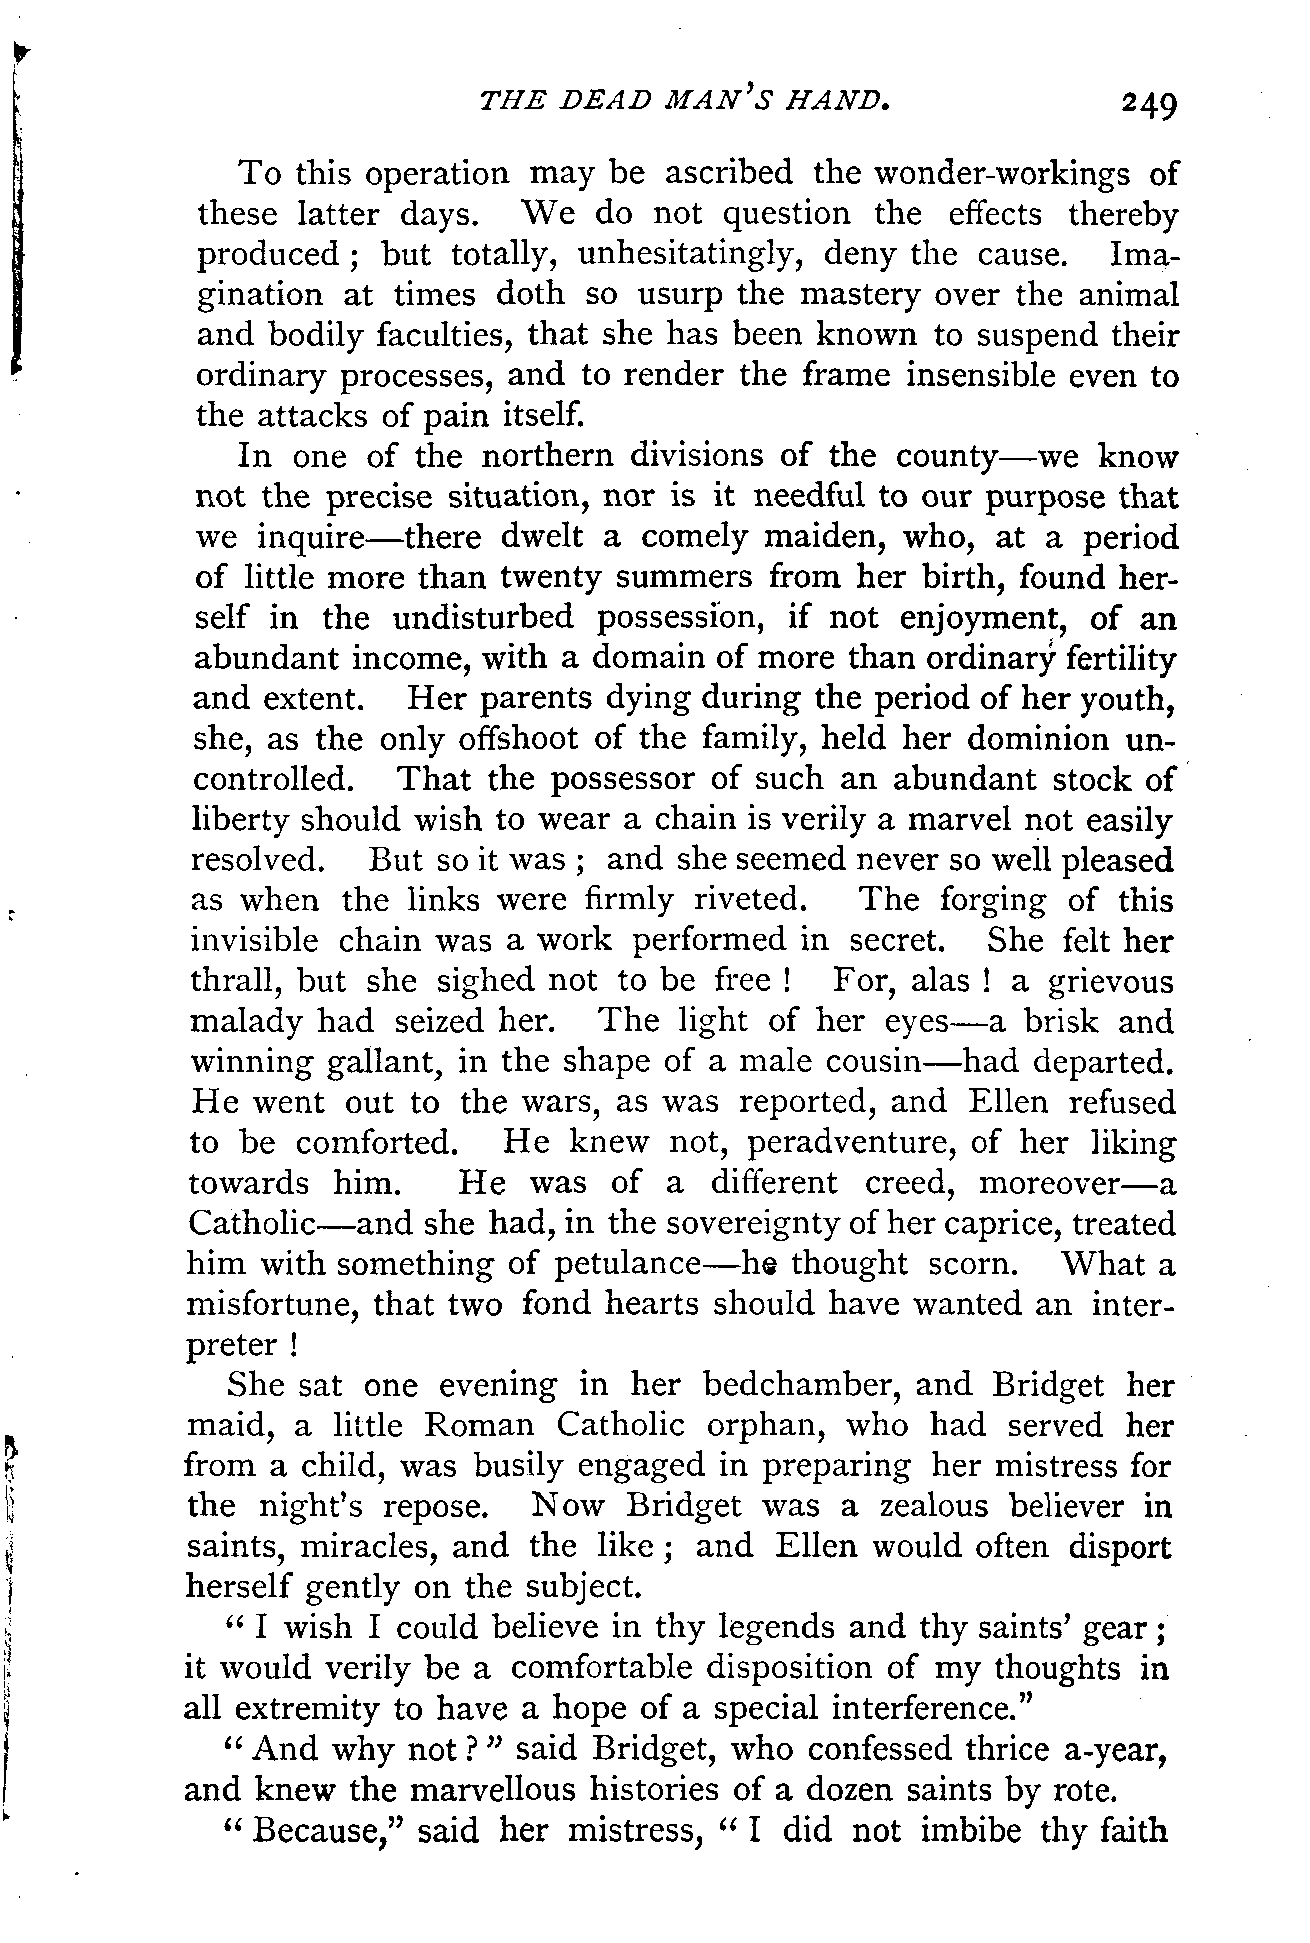 THE DEAD MAN'S HAND. 249
To this operation may be ascribed the wonder-workings of
these latter days. We do not question the effects thereby
produced ; but totally, unhesitatingly, deny the cause. Ima-
gination at times doth so usurp the mastery over the animal
and bodily faculties, that she has been known to suspend their
ordinary processes, and to render the frame insensible even to
the attacks of pain itself.
In one of the northern divisions of the county—we know
not the precise situation, nor is it needful to our purpose that
we inquire—there dwelt a comely maiden, who, at a period
of little more than twenty summers from her birth, found her-
self in the undisturbed possession, if not enjoyment, of an
abundant income, with a domain of more than ordinary fertility
and extent. Her parents dying during the period of her youth,
she, as the only offshoot of the family, held her dominion un-
controlled. That the possessor of such an abundant stock of
liberty should wish to wear a chain is verily a marvel not easily
resolved. But so it was ; and she seemed never so well pleased
as when the links were firmly riveted. The forging of this
invisible chain was a work performed in secret. She felt her
thrall, but she sighed not to be free ! For, alas ! a grievous
malady had seized her. The light of her eyes—a brisk and
winning gallant, in the shape of a male cousin—had departed.
He went out to the wars, as was reported, and Ellen refused
to be comforted. He knew not, peradventure, of her liking
towards him. He was of a different creed, moreover—a
Catholic—and she had, in the sovereignty of her caprice, treated
him with something of petulance—he thought scorn. What a
misfortune, that two fond hearts should have wanted an inter-
preter !
She sat one evening in her bedchamber, and Bridget her
maid, a little Roman Catholic orphan, who had served her
from a child, was busily engaged in preparing her mistress for
the night's repose. Now Bridget was a zealous believer in
saints, miracles, and the like ; and Ellen would often disport
herself gently on the subject.
“ I wish I could believe in thy legends and thy saints' gear ;
it would verily be a comfortable disposition of my thoughts in
all extremity to have a hope of a special interference.”
“ And why not ? ” said Bridget, who confessed thrice a-year,
and knew the marvellous histories of a dozen saints by rote.
“ Because,” said her mistress, “ I did not imbibe thy faith